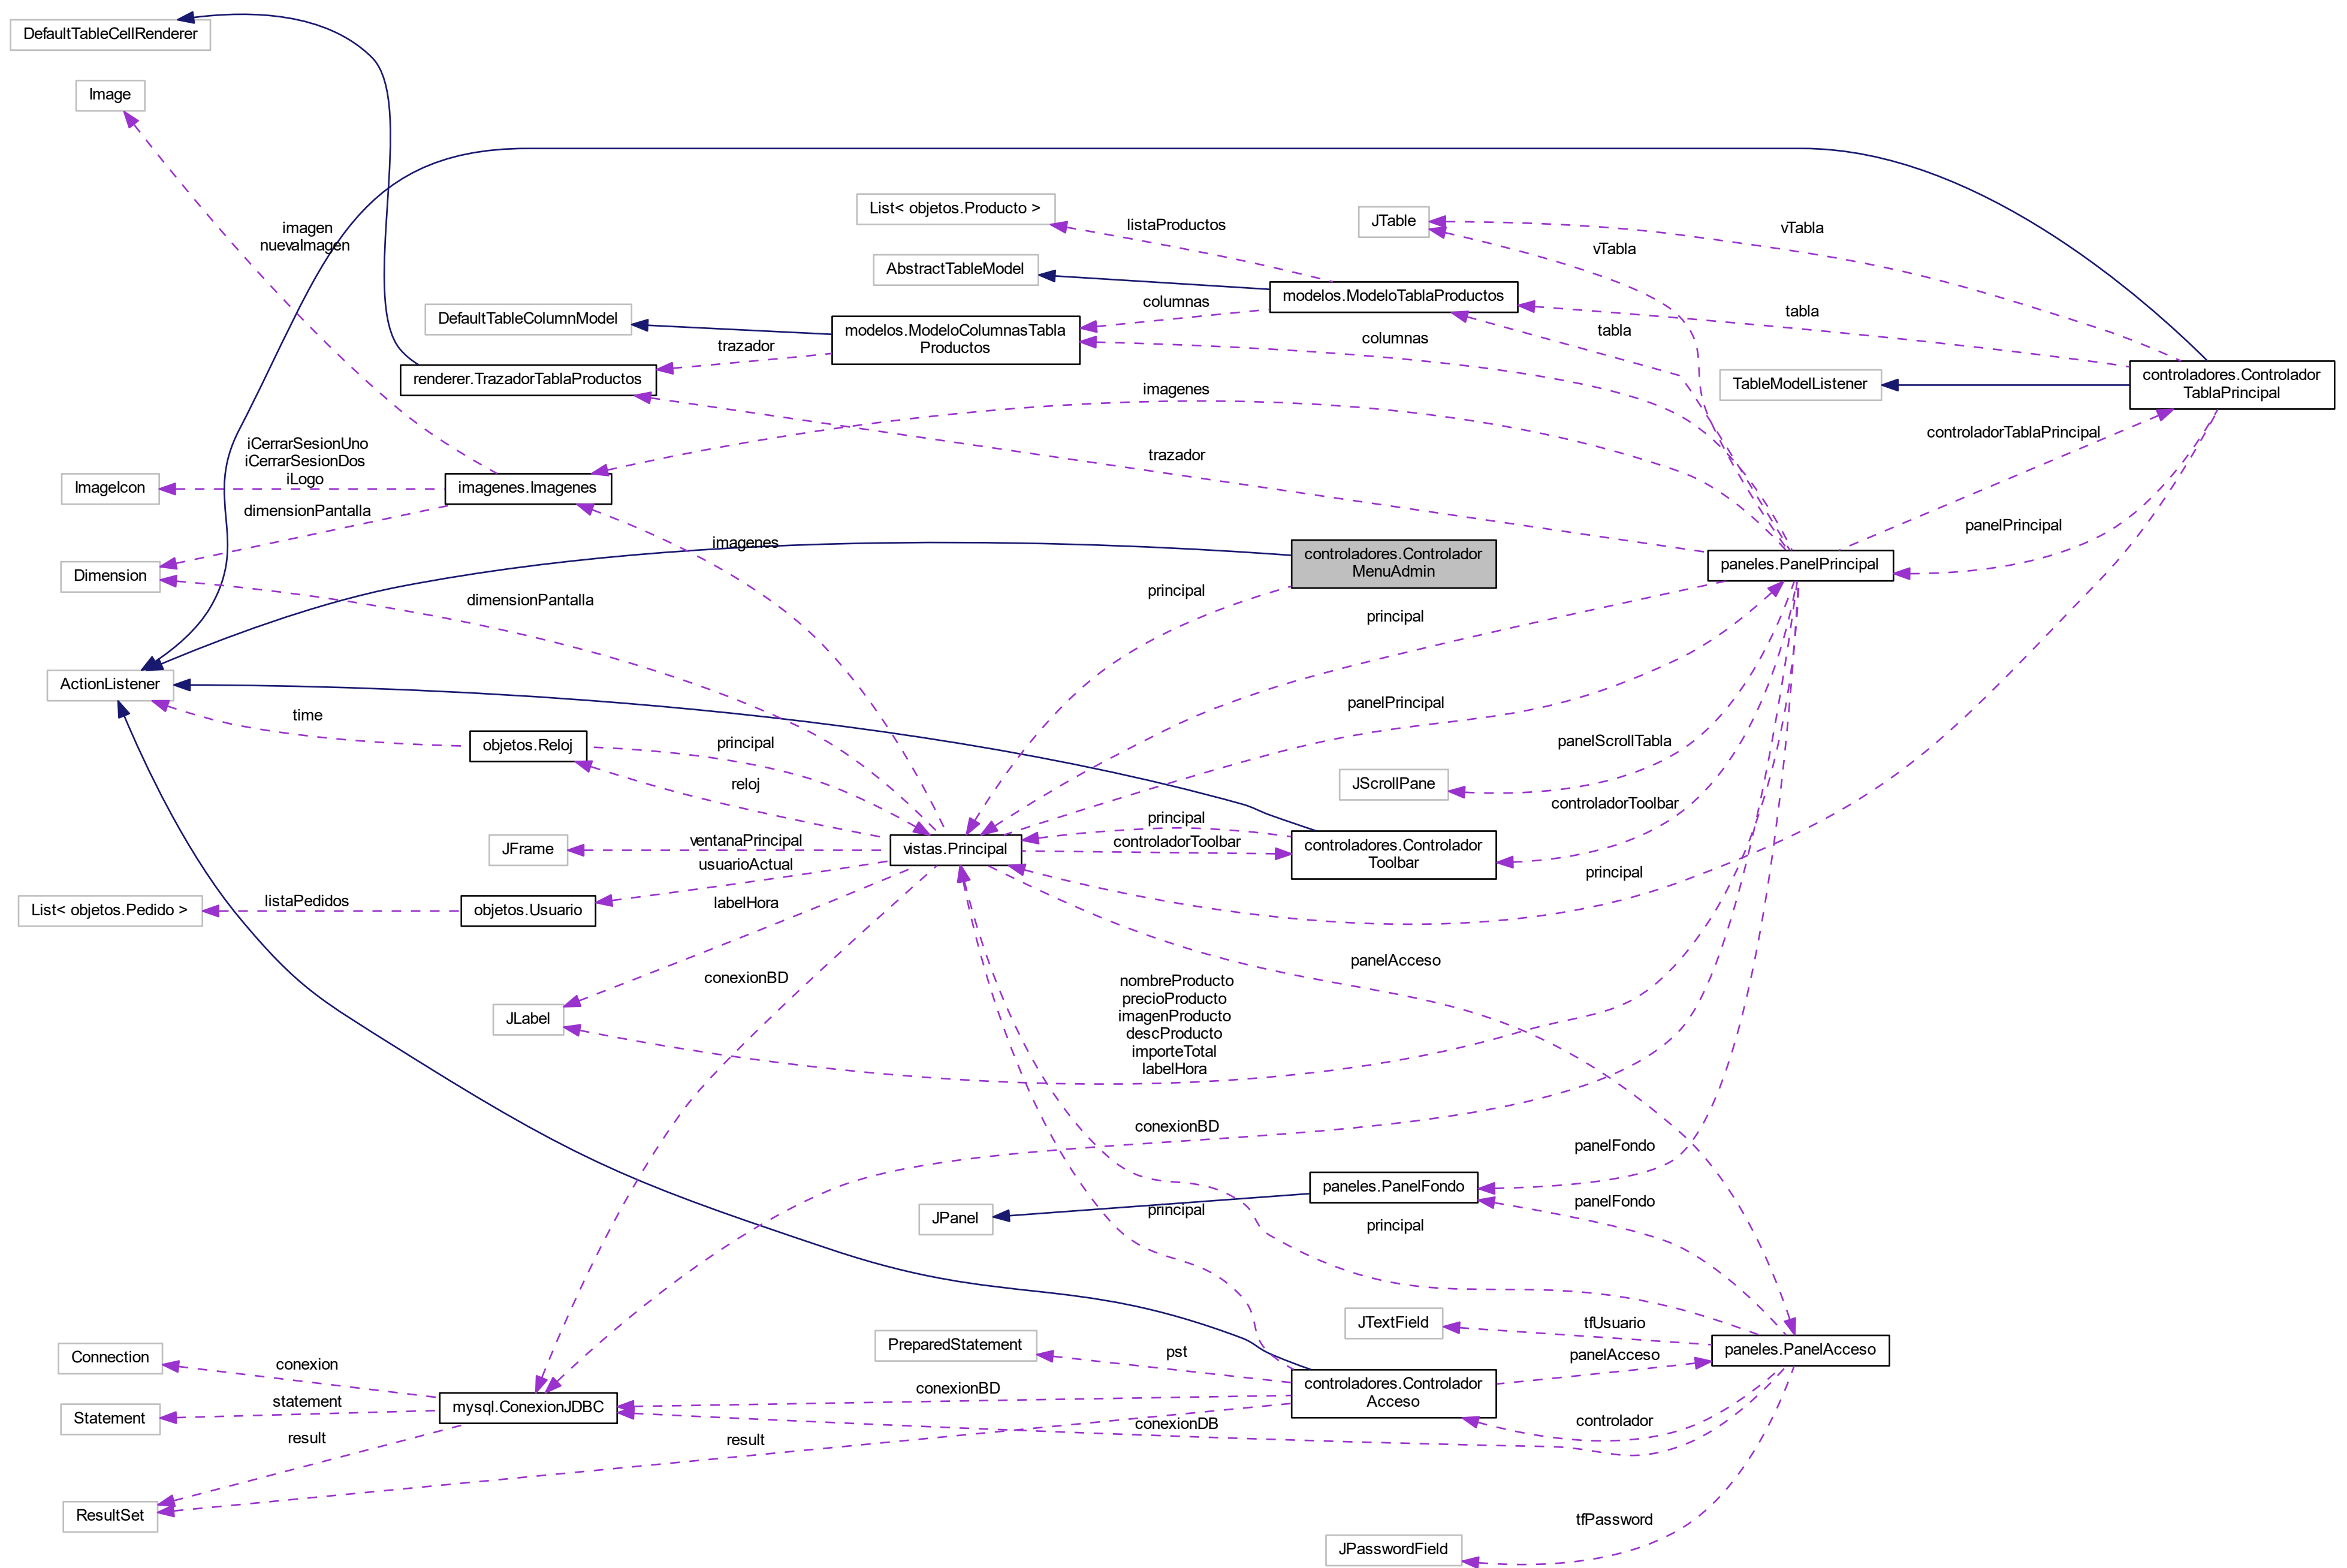 DefaultTableCellRenderer
Image
imagen
nuevaImagen
List< objetos.Producto >
listaProductos
JTable
vTabla
vTabla
AbstractTableModel
modelos.ModeloTablaProductos
tabla
tabla
DefaultTableColumnModel
modelos.ModeloColumnasTabla
Productos
columnas
columnas
trazador
renderer.TrazadorTablaProductos
TableModelListener
controladores.Controlador
TablaPrincipal
imagenes
controladorTablaPrincipal
trazador
iCerrarSesionUno
iCerrarSesionDos
iLogo
ImageIcon
imagenes.Imagenes
dimensionPantalla
panelPrincipal
imagenes
controladores.Controlador
MenuAdmin
paneles.PanelPrincipal
Dimension
dimensionPantalla
principal
principal
ActionListener
panelPrincipal
time
objetos.Reloj
principal
reloj
panelScrollTabla
JScrollPane
controladorToolbar
principal
controladorToolbar
JFrame
ventanaPrincipal
vistas.Principal
controladores.Controlador
Toolbar
usuarioActual
principal
List< objetos.Pedido >
listaPedidos
objetos.Usuario
labelHora
panelAcceso
conexionBD
nombreProducto
precioProducto
imagenProducto
descProducto
importeTotal
labelHora
JLabel
conexionBD
panelFondo
paneles.PanelFondo
panelFondo
JPanel
principal
principal
JTextField
tfUsuario
PreparedStatement
pst
paneles.PanelAcceso
panelAcceso
Connection
conexion
conexionBD
controladores.Controlador
Acceso
statement
Statement
mysql.ConexionJDBC
conexionDB
controlador
result
result
ResultSet
tfPassword
JPasswordField